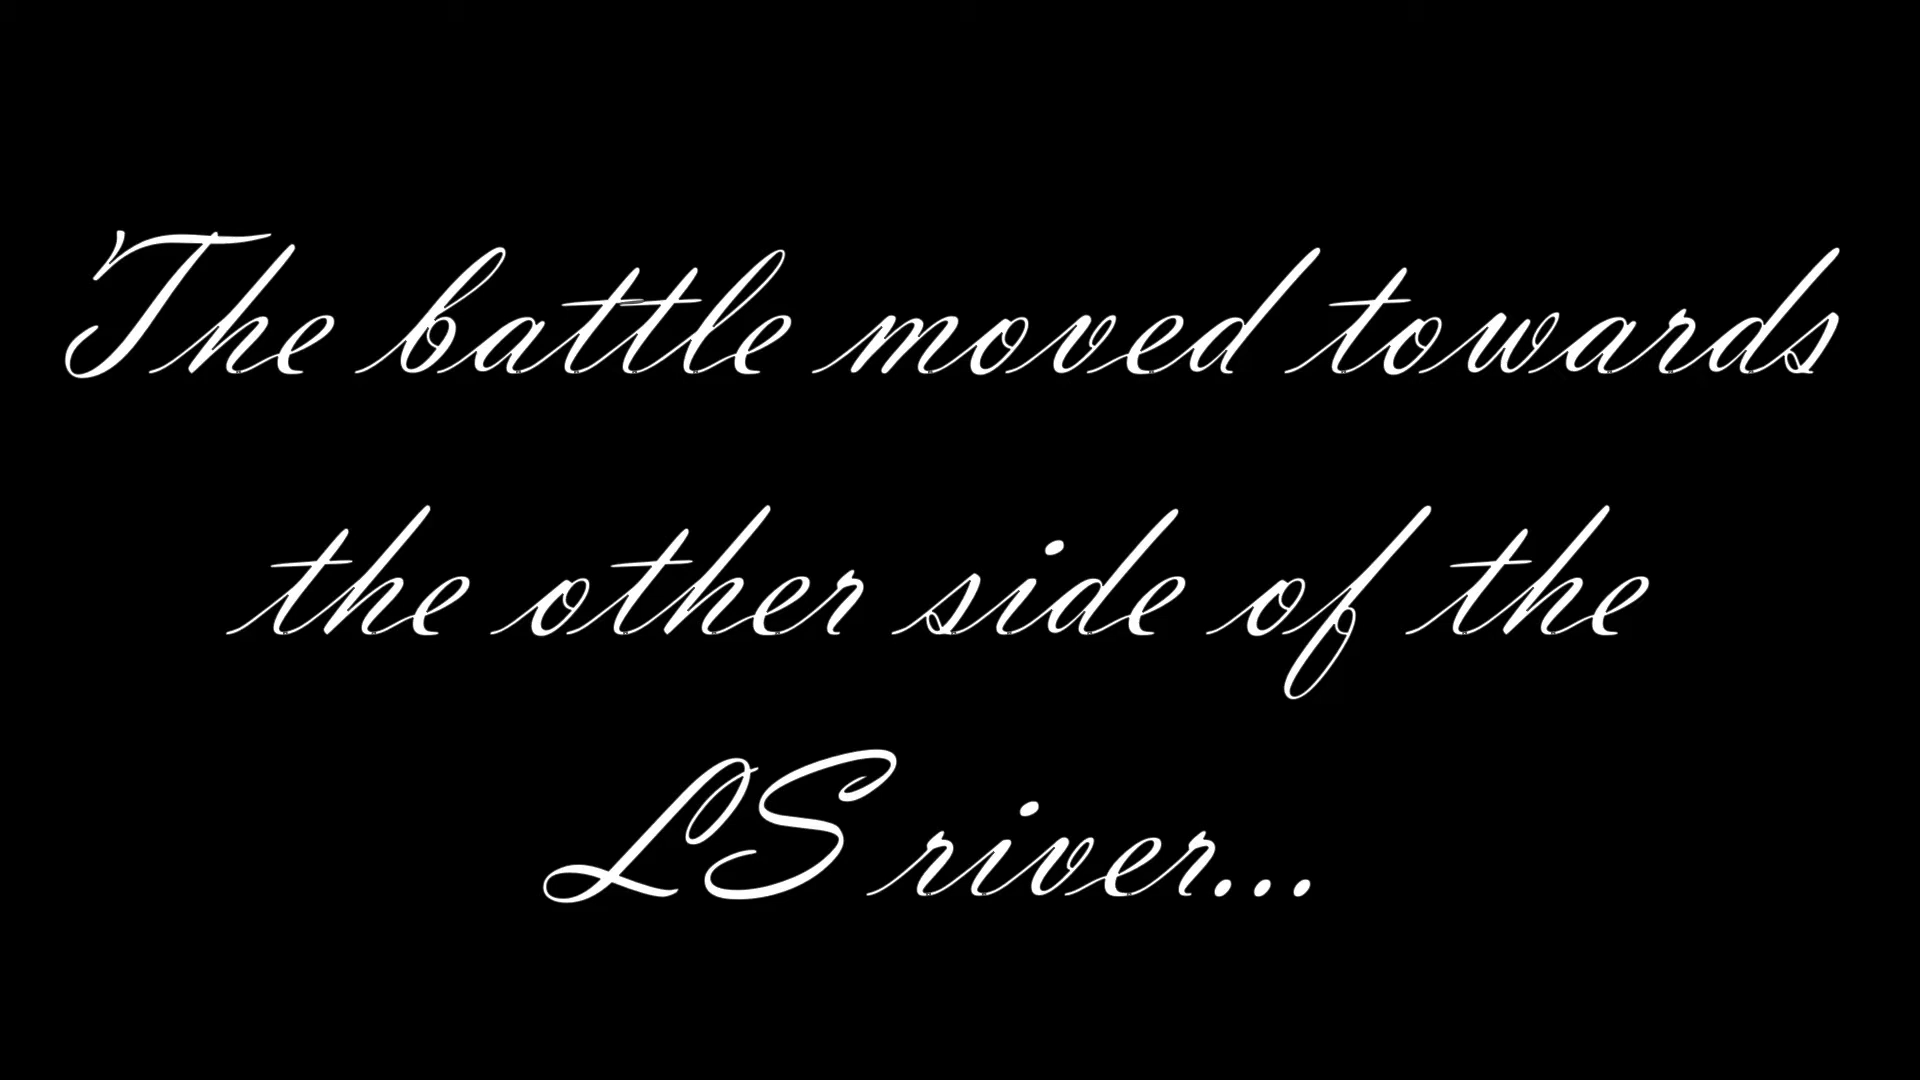 The battle moved towards
the other side of the
LS river...